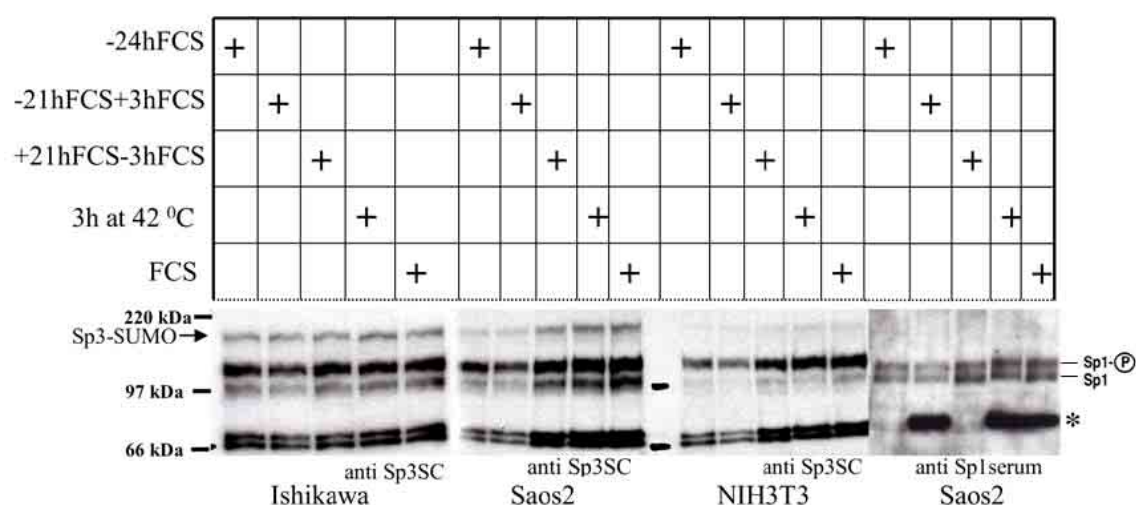 -24hFCS + + + +
-21hFCS+3hFCS + + + +
+21hFCS-3hFCS + + + +
3h at 42 ⁰C + + + +
FCS + + + +
220 kDa
Sp3-SUMO
Sp1-P
Sp1
97 kDa
*
66 kDa
anti Sp3SC anti Sp3SC anti Sp3SC anti Sp1serum
Ishikawa Saos2 NIH3T3 Saos2